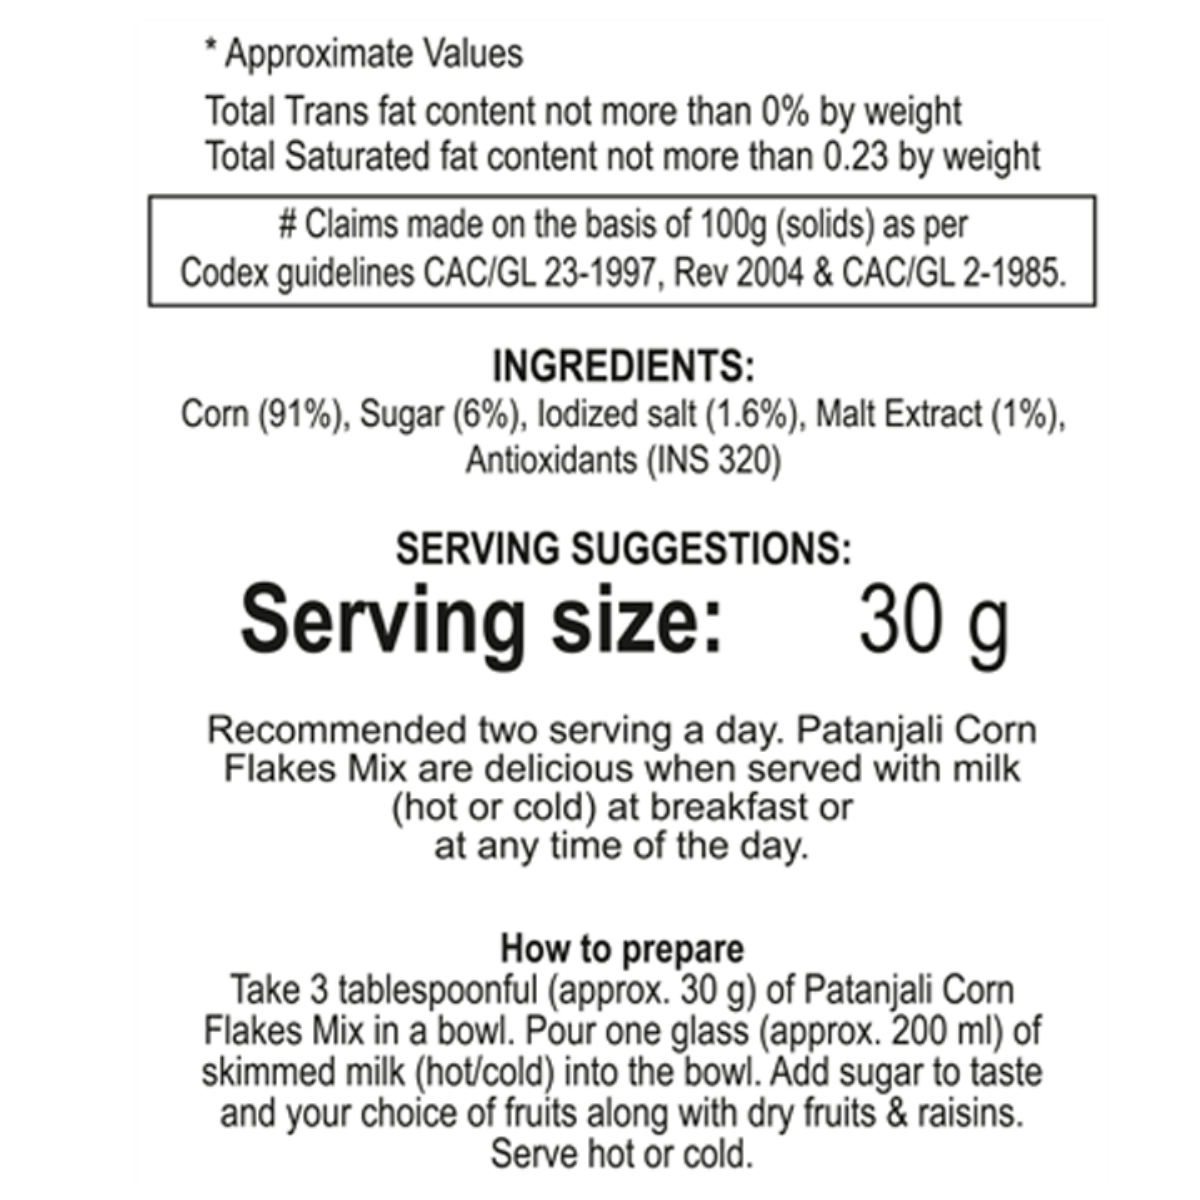 * Approximate Values
Total Trans fat content not more than 0% by weight
Total Saturated fat content not more than 0.23 by weight
# Claims made on the basis of 100g (solids) as per
Codex guidelines CAC/GL 23-1997, Rev 2004 & CAC/GL 2-1985.
INGREDIENTS:
Corn (91%), Sugar (6%), Iodized salt (1.6%), Malt Extract (1%),
Antioxidants (INS 320)
SERVING SUGGESTIONS:
Serving size: 30 g
Recommended two serving a day. Patanjali Corn
Flakes Mix are delicious when served with milk
(hot or cold) at breakfast or
at any time of the day.
How to prepare
Take 3 tablespoonful (approx. 30 g) of Patanjali Corn
Flakes Mix in a bowl. Pour one glass (approx. 200 ml) of
skimmed milk (hot/cold) into the bowl. Add sugar to taste
and your choice of fruits along with dry fruits & raisins.
Serve hot or cold.